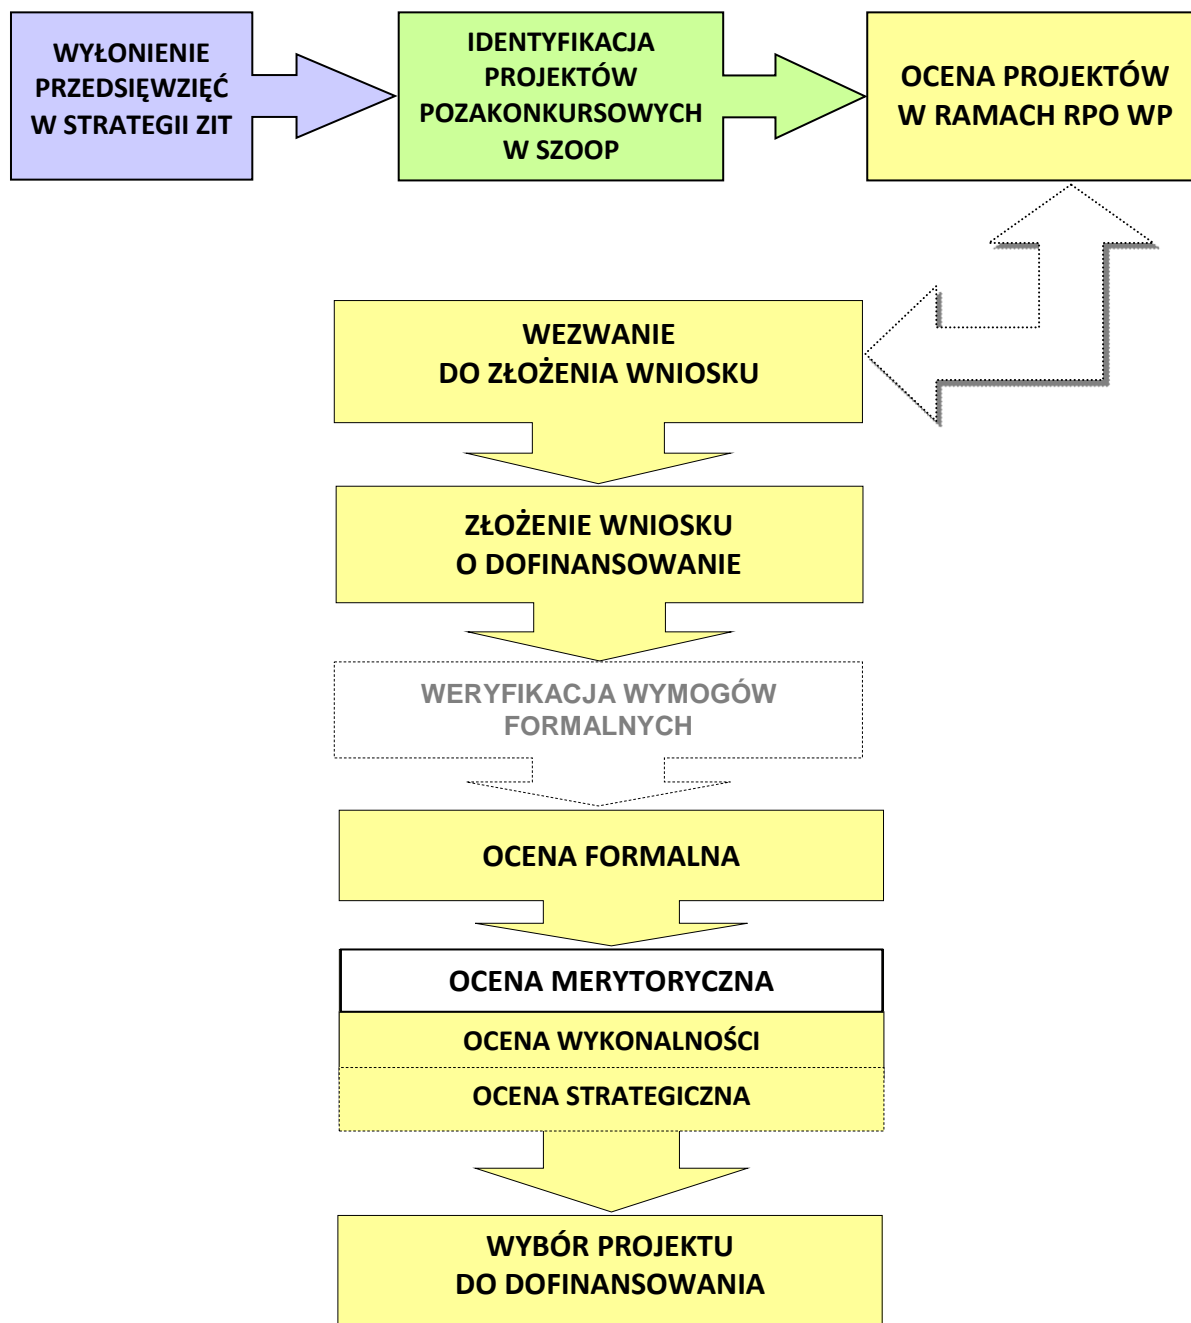 WYŁONIENIE
PRZEDSIĘWZIĘĆ
W STRATEGII ZIT
IDENTYFIKACJA
PROJEKTÓW
POZAKONKURSOWYCH
W SZOOP
OCENA PROJEKTÓW
W RAMACH RPO WP
WEZWANIE
DO ZŁOŻENIA WNIOSKU
ZŁOŻENIE WNIOSKU
O DOFINANSOWANIE
WERYFIKACJA WYMOGÓW
FORMALNYCH
OCENA FORMALNA
OCENA MERYTORYCZNA
OCENA WYKONALNOŚCI
OCENA STRATEGICZNA
WYBÓR PROJEKTU
DO DOFINANSOWANIA